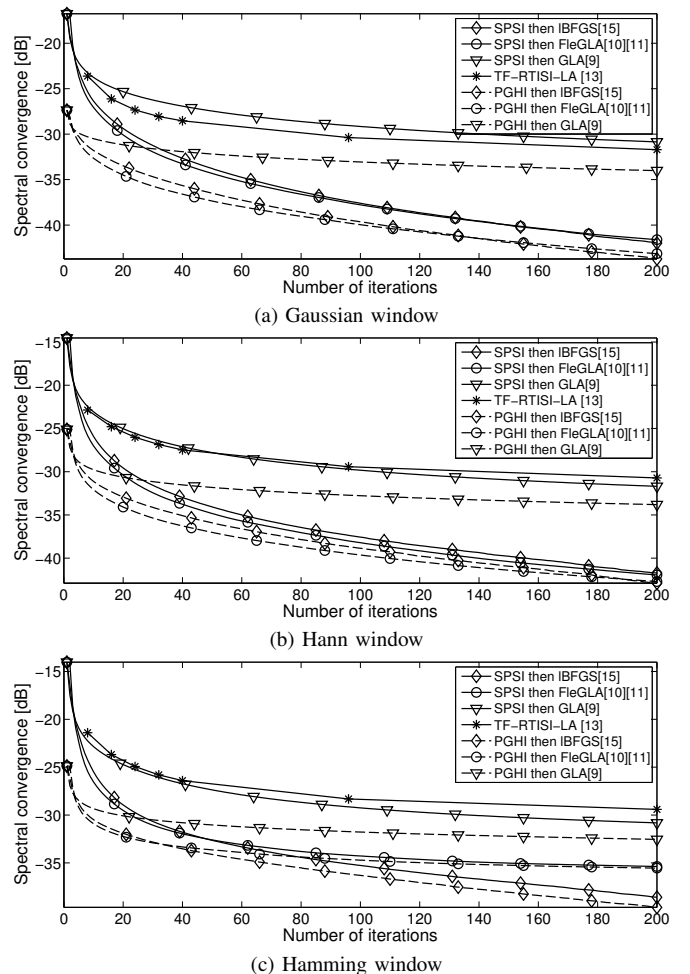 Spectral convergence [dB]
−20
−25
−30
−35
−40
SPSI then lBFGS[15]
SPSI then FleGLA[10][11]
SPSI then GLA[9]
TF−RTISI−LA [13]
PGHI then lBFGS[15]
PGHI then FleGLA[10][11]
PGHI then GLA[9]
0 20 40 60 80 100 120 140 160 180 200
Number of iterations
(a) Gaussian window
Spectral convergence [dB]
−15
−20
−25
−30
−35
−40
SPSI then lBFGS[15]
SPSI then FleGLA[10][11]
SPSI then GLA[9]
TF−RTISI−LA [13]
PGHI then lBFGS[15]
PGHI then FleGLA[10][11]
PGHI then GLA[9]
0 20 40 60 80 100 120 140 160 180 200
Number of iterations
(b) Hann window
Spectral convergence [dB]
−15
−20
−25
−30
−35
SPSI then lBFGS[15]
SPSI then FleGLA[10][11]
SPSI then GLA[9]
TF−RTISI−LA [13]
PGHI then lBFGS[15]
PGHI then FleGLA[10][11]
PGHI then GLA[9]
0 20 40 60 80 100 120 140 160 180 200
Number of iterations
(c) Hamming window